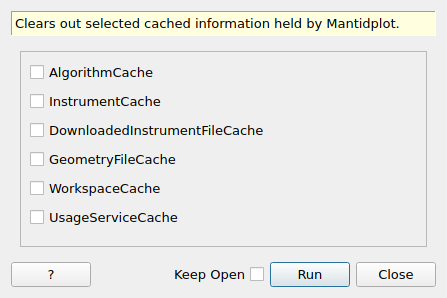 Clears out selected cached information held by Mantidplot.
AlgorithmCache
InstrumentCache
DownloadedInstrumentFileCache
GeometryFileCache
WorkspaceCache
UsageServiceCache
? Keep Open Run Close